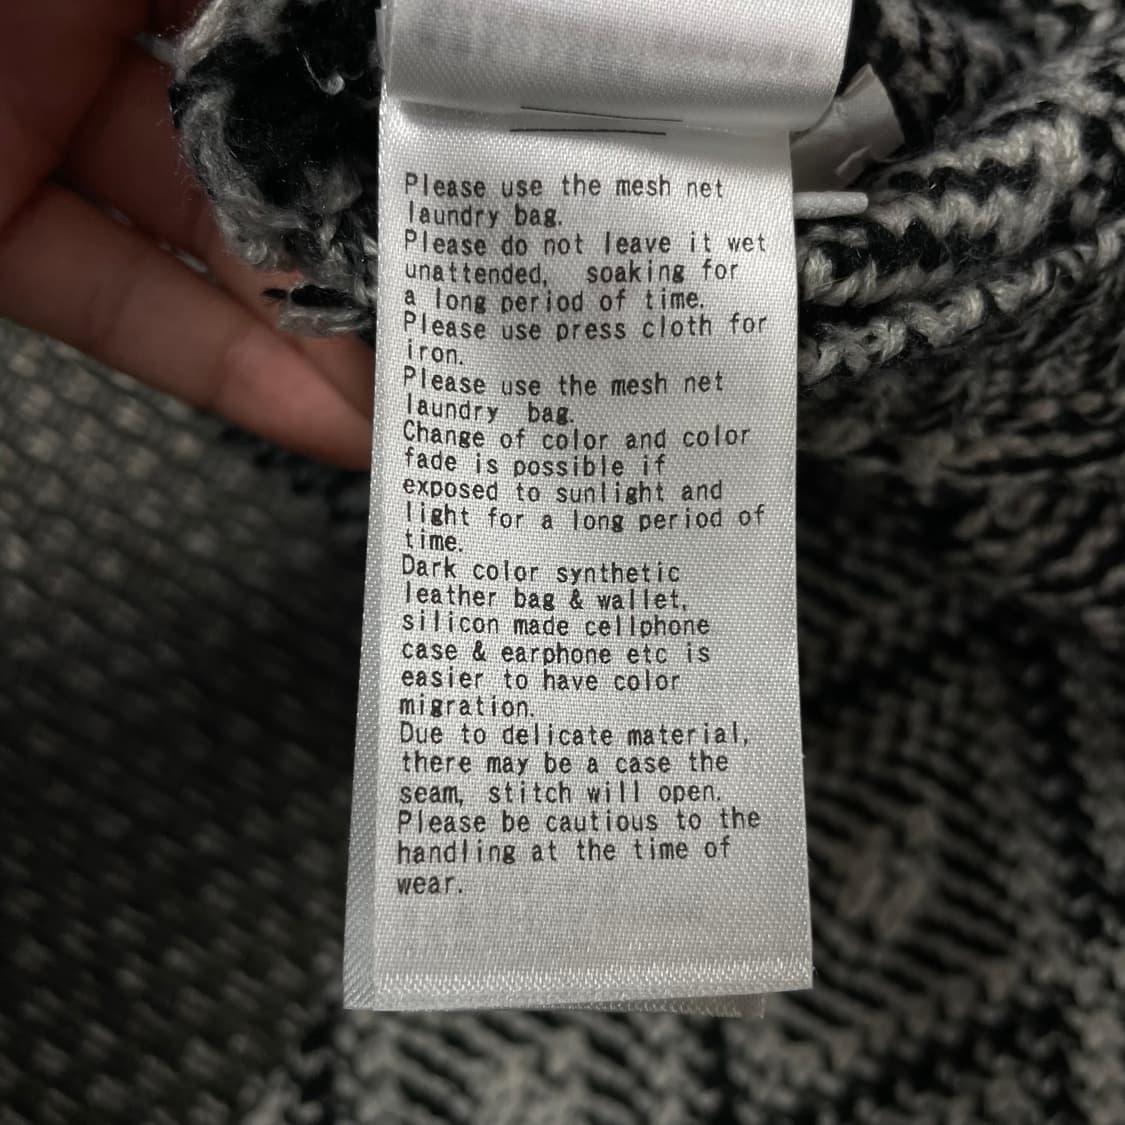 Please use the mesh net
laundry bag.
Please do not leave it wet
unattended, soaking for
a long period of time.
Please use press cloth for
iron.
Please use the mesh net
laundry bag.
Change of color and color
fade is possible if
exposed to sunlight and
light for a long period of
time.
Dark color synthetic
leather bag & wallet,
silicon made cellphone
case & earphone etc is
easier to have color
migration.
Due to delicate material,
there may be a case the
seam, stitch will open.
Please be cautious to the
handling at the time of
wear.